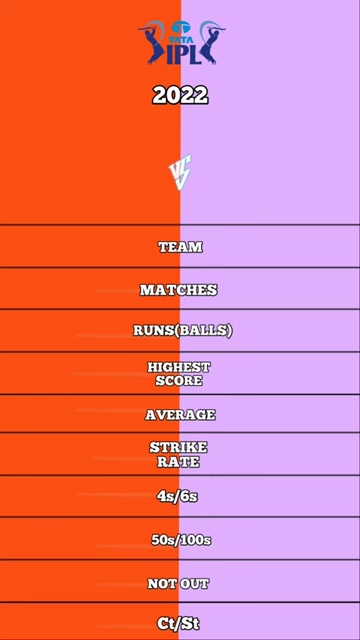 TATA
IPL
2022
VS
TEAM
MATCHES
RUNS(BALLS)
HIGHEST
SCORE
AVERAGE
STRIKE
RATE
4s/6s
50s/100s
NOT OUT
Ct/St